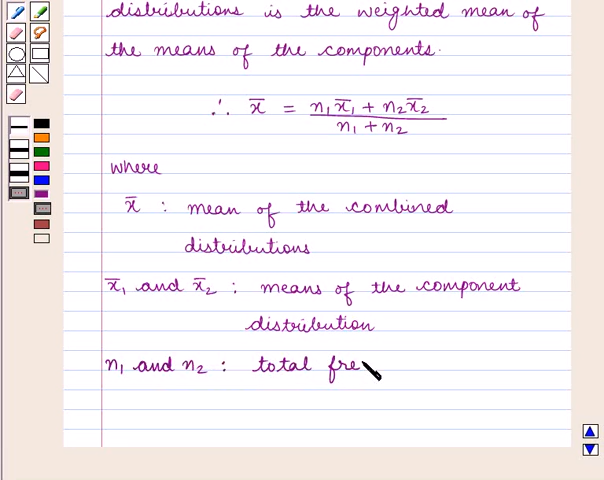 distributions is the weighted mean of
the means of the components.
∴ x̄ = (n₁x̄₁ + n₂x̄₂) / (n₁ + n₂)
where
x̄ : mean of the combined
distributions
x̄₁ and x̄₂ : means of the component
distribution
n₁ and n₂ : total fre